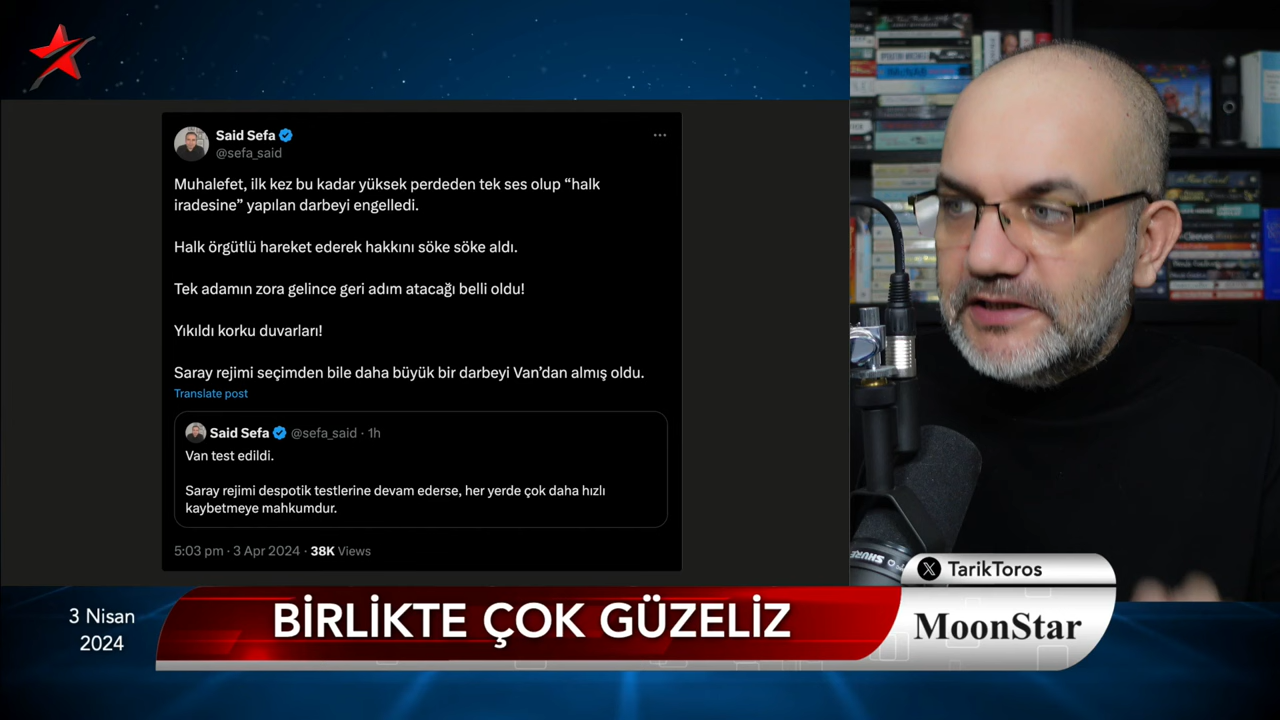 Said Sefa
@sefa_said
Muhalefet, ilk kez bu kadar yüksek perdeden tek ses olup “halk
iradesine” yapılan darbeyi engelledi.
Halk örgütlü hareket ederek hakkını söke söke aldı.
Tek adamın zora gelince geri adım atacağı belli oldu!
Yıkıldı korku duvarları!
Saray rejimi seçimden bile daha büyük bir darbeyi Van’dan almış oldu.
Translate post
Said Sefa @sefa_said · 1h
Van test edildi.
Saray rejimi despotik testlerine devam ederse, her yerde çok daha hızlı
kaybetmeye mahkumdur.
5:03 pm · 3 Apr 2024 · 38K Views
SHURE
TarikToros
MoonStar
3 Nisan
2024
BİRLİKTE ÇOK GÜZELİZ